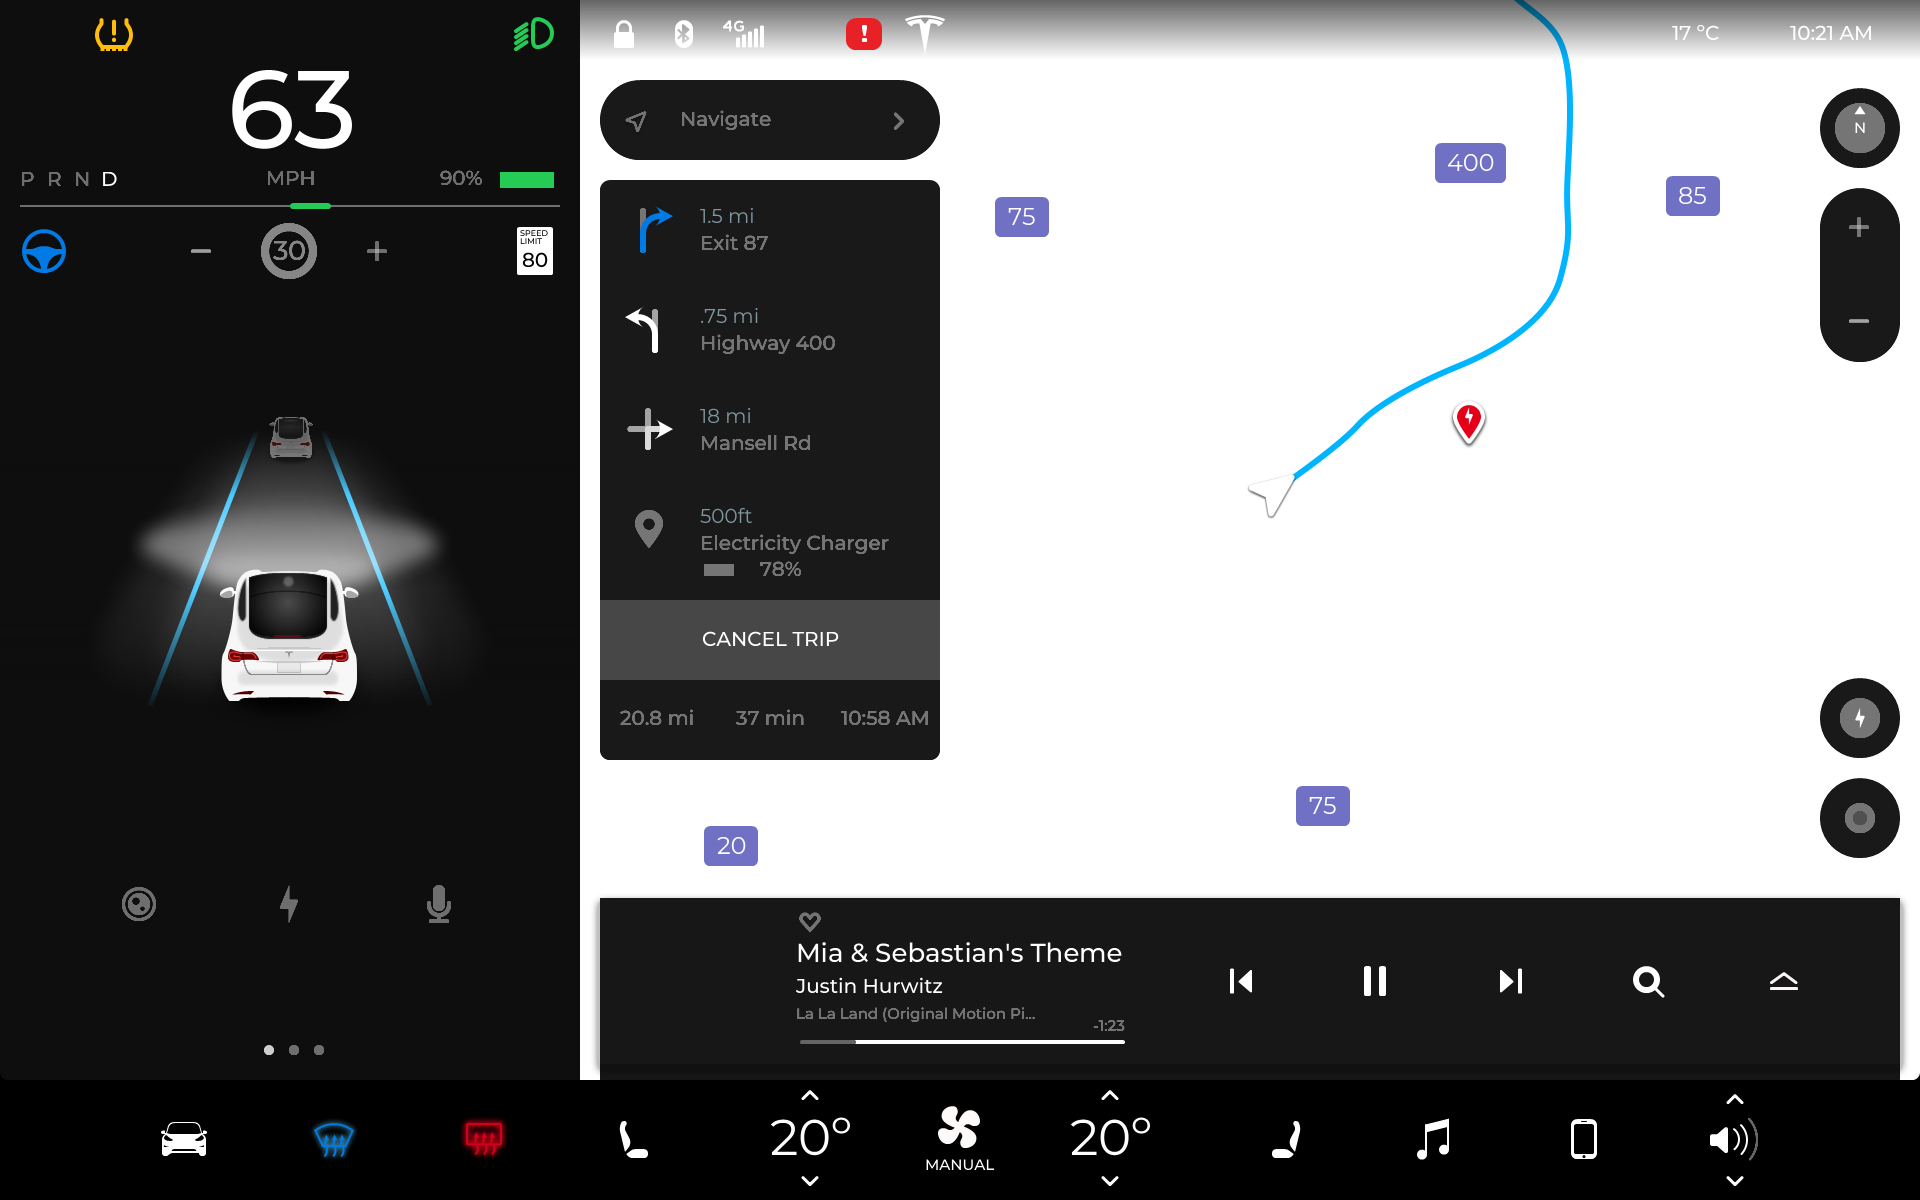 63
P R N D
MPH
90%
30
SPEED
LIMIT
80
4G
!
17 °C
10:21 AM
Navigate
1.5 mi
Exit 87
.75 mi
Highway 400
18 mi
Mansell Rd
500ft
Electricity Charger
78%
CANCEL TRIP
20.8 mi
37 min
10:58 AM
75
400
85
N
20
75
Mia & Sebastian's Theme
Justin Hurwitz
La La Land (Original Motion Pi...
-1:23
20°
MANUAL
20°